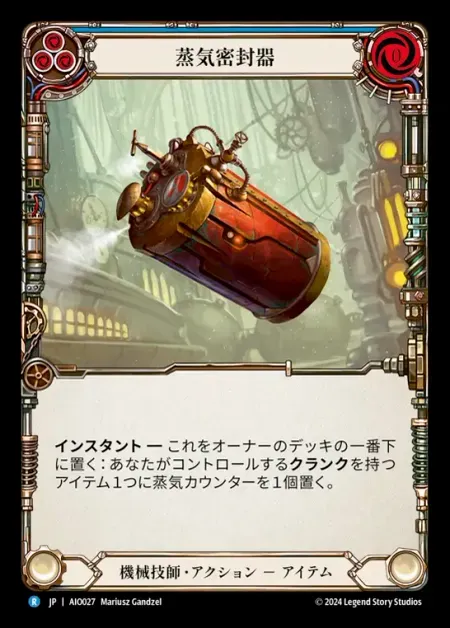 蒸気密封器
0
インスタント ー これをオーナーのデッキの一番下
に置く：あなたがコントロールするクランクを持つ
アイテム1つに蒸気カウンターを1個置く。
機械技師・アクション ー アイテム
R JP | AIO027 Mariusz Gandzel
© 2024 Legend Story Studios